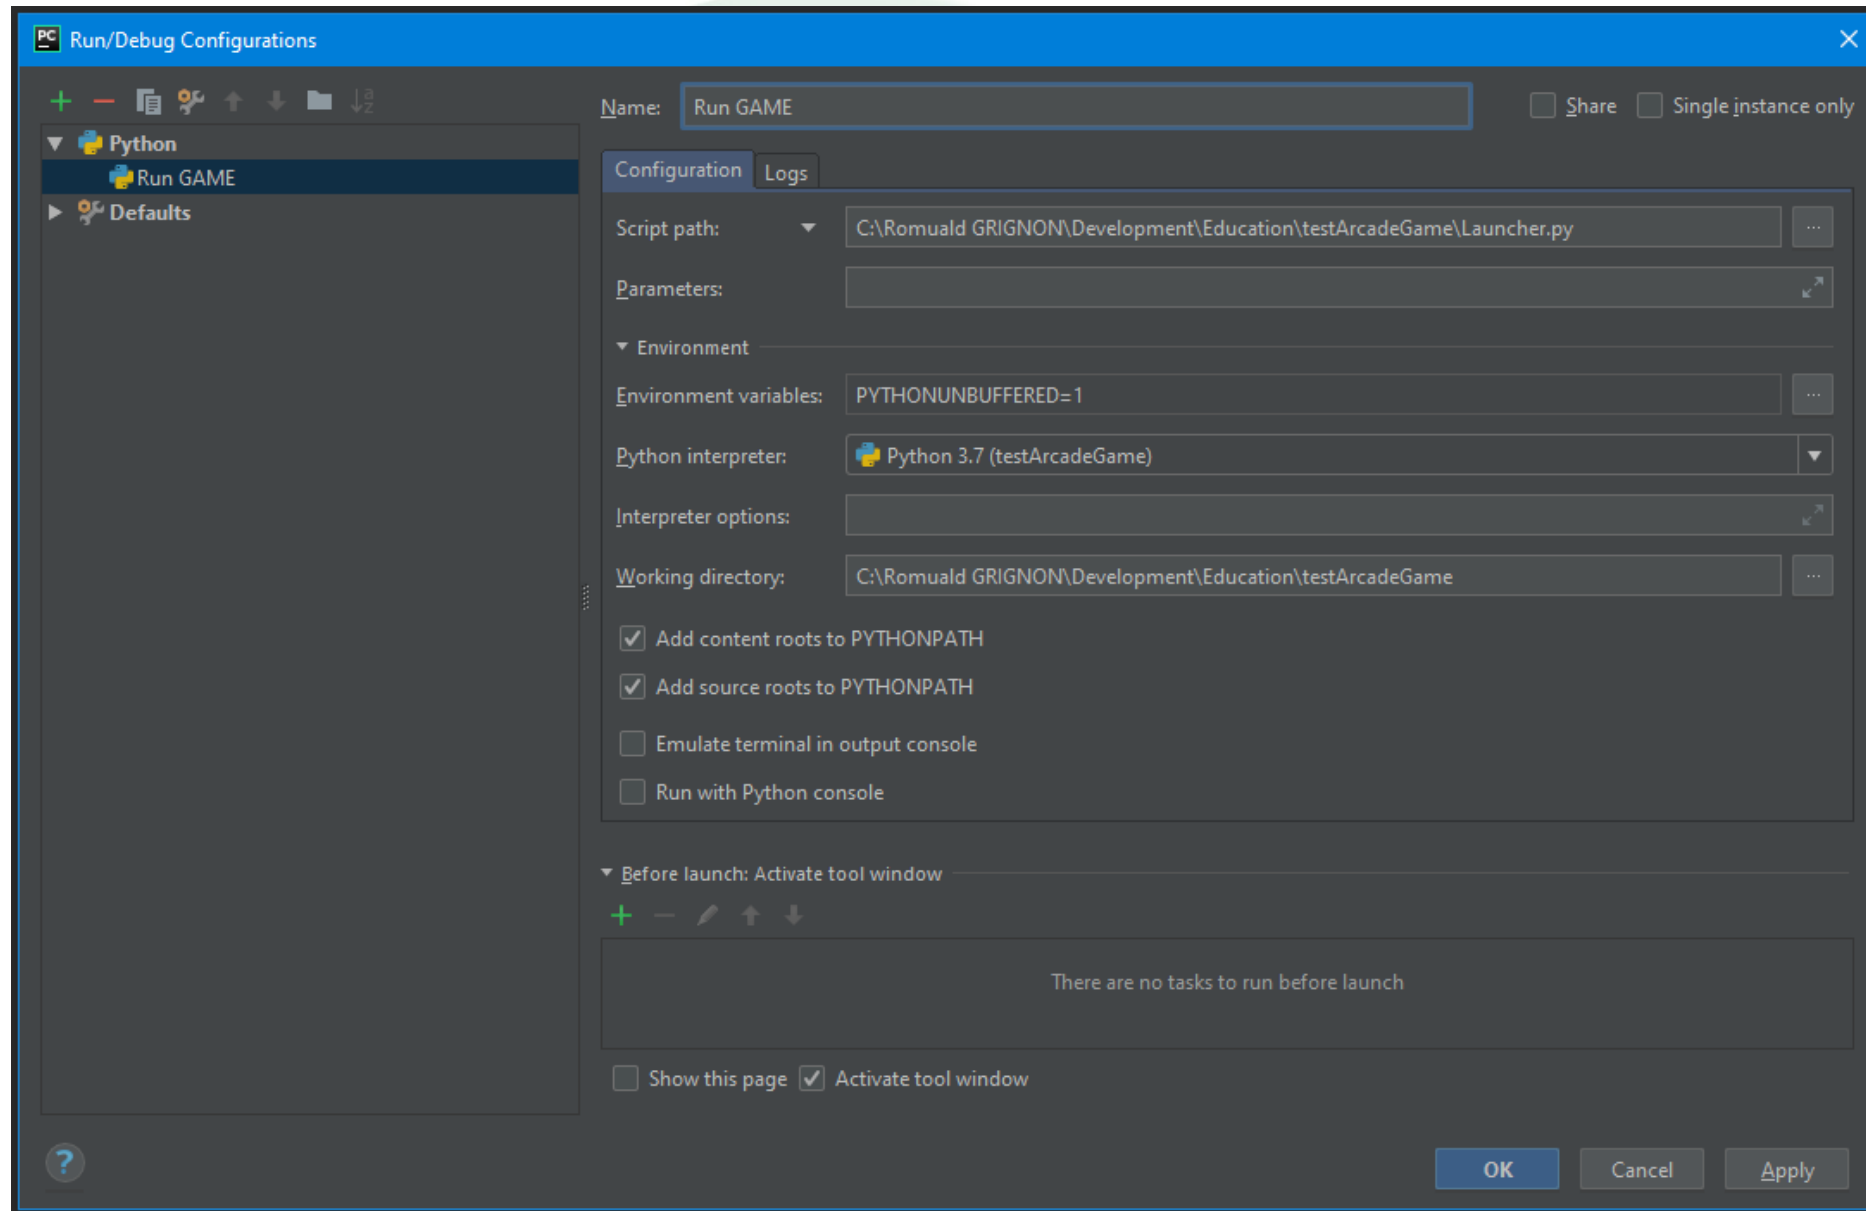 PC Run/Debug Configurations
Name: Run GAME Share Single instance only
Python
Run GAME
Defaults
Configuration Logs
Script path: C:\Romuald GRIGNON\Development\Education\testArcadeGame\Launcher.py ...
Parameters:
Environment
Environment variables: PYTHONUNBUFFERED=1 ...
Python interpreter: Python 3.7 (testArcadeGame)
Interpreter options:
Working directory: C:\Romuald GRIGNON\Development\Education\testArcadeGame ...
Add content roots to PYTHONPATH
Add source roots to PYTHONPATH
Emulate terminal in output console
Run with Python console
Before launch: Activate tool window
There are no tasks to run before launch
Show this page Activate tool window
? OK Cancel Apply